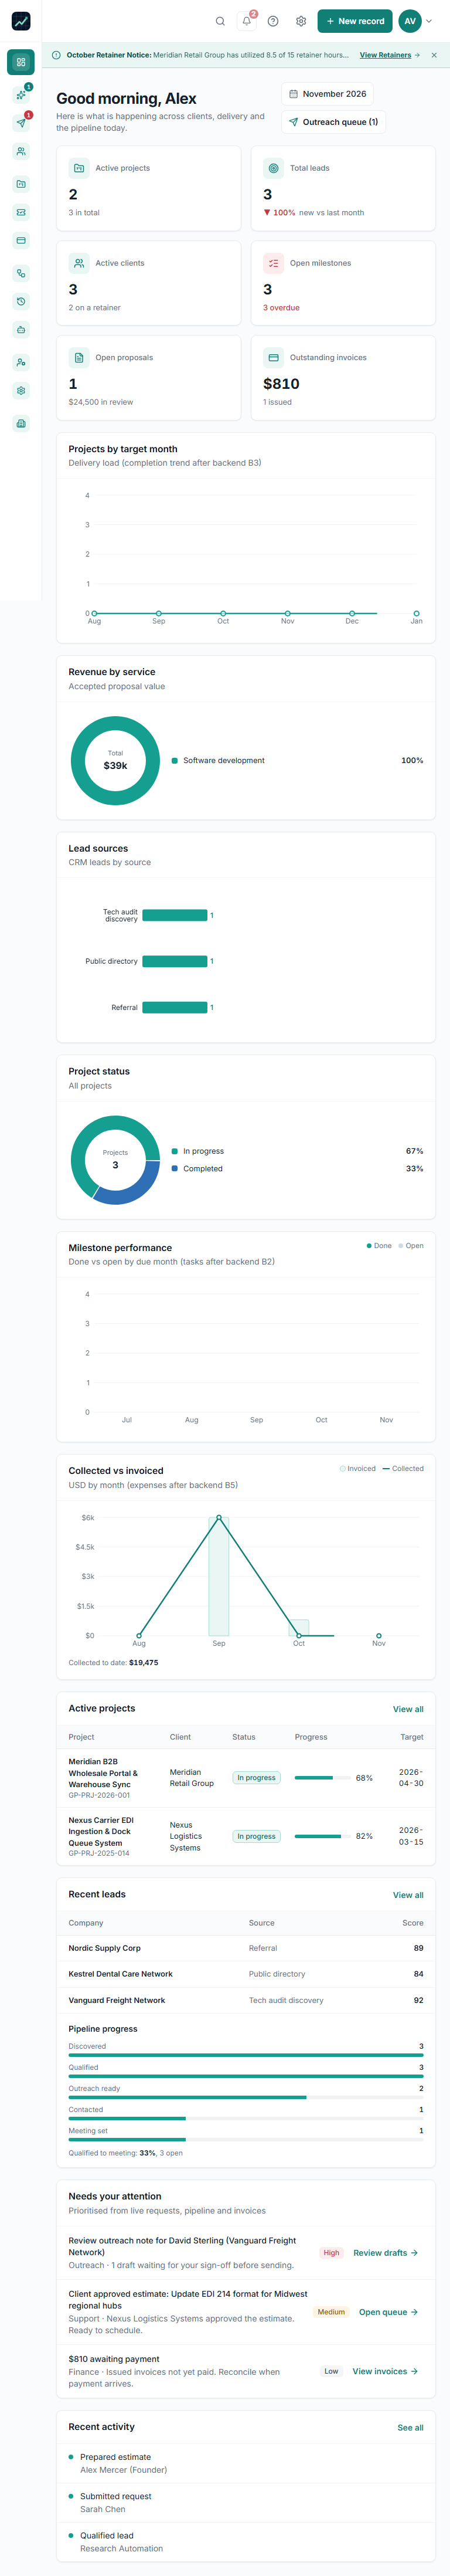 2
New record
AV
October Retainer Notice: Meridian Retail Group has utilized 8.5 of 15 retainer hours... View Retainers →
1
1
Good morning, Alex
Here is what is happening across clients, delivery and
the pipeline today.
November 2026
Outreach queue (1)
Active projects
2
3 in total
Total leads
3
▼ 100% new vs last month
Active clients
3
2 on a retainer
Open milestones
3
3 overdue
Open proposals
1
$24,500 in review
Outstanding invoices
$810
1 issued
Projects by target month
Delivery load (completion trend after backend B3)
4
3
2
1
0
Aug Sep Oct Nov Dec Jan
Revenue by service
Accepted proposal value
Total
$39k
Software development 100%
Lead sources
CRM leads by source
Tech audit
discovery
1
Public directory 1
Referral 1
Project status
All projects
Projects
3
In progress 67%
Completed 33%
Milestone performance
Done Open
Done vs open by due month (tasks after backend B2)
4
3
2
1
0
Jul Aug Sep Oct Nov
Collected vs invoiced
Invoiced Collected
USD by month (expenses after backend B5)
$6k
$4.5k
$3k
$1.5k
$0
Aug Sep Oct Nov
Collected to date: $19,475
Active projects View all
Project Client Status Progress Target
Meridian B2B
Wholesale Portal &
Warehouse Sync
GP-PRJ-2026-001
Meridian
Retail Group
In progress
68%
2026-
04-30
Nexus Carrier EDI
Ingestion & Dock
Queue System
GP-PRJ-2025-014
Nexus
Logistics
Systems
In progress
82%
2026-
03-15
Recent leads View all
Company Source Score
Nordic Supply Corp Referral 89
Kestrel Dental Care Network Public directory 84
Vanguard Freight Network Tech audit discovery 92
Pipeline progress
Discovered 3
Qualified 3
Outreach ready 2
Contacted 1
Meeting set 1
Qualified to meeting: 33%, 3 open
Needs your attention
Prioritised from live requests, pipeline and invoices
Review outreach note for David Sterling (Vanguard Freight
Network)
Outreach · 1 draft waiting for your sign-off before sending.
High Review drafts →
Client approved estimate: Update EDI 214 format for Midwest
regional hubs
Support · Nexus Logistics Systems approved the estimate.
Ready to schedule.
Medium Open queue →
$810 awaiting payment
Finance · Issued invoices not yet paid. Reconcile when
payment arrives.
Low View invoices →
Recent activity See all
Prepared estimate
Alex Mercer (Founder)
Submitted request
Sarah Chen
Qualified lead
Research Automation